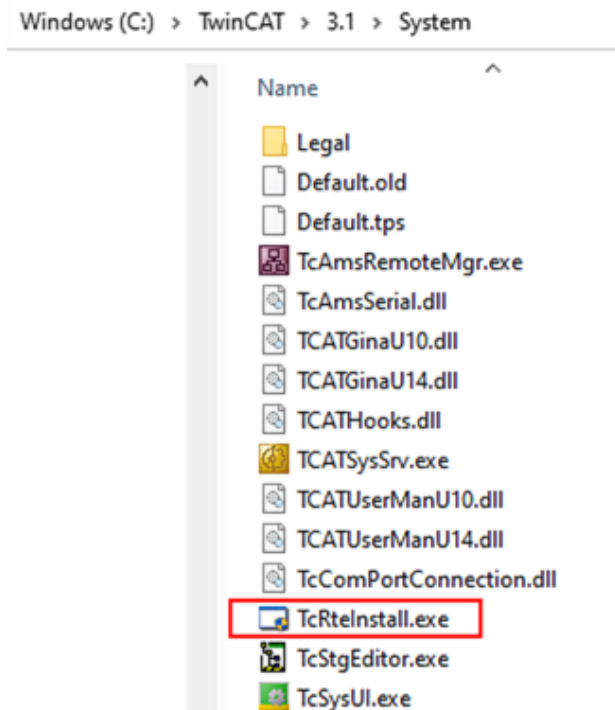 Windows (C:) > TwinCAT > 3.1 > System
Name
Legal
Default.old
Default.tps
TcAmsRemoteMgr.exe
TcAmsSerial.dll
TCATGinaU10.dll
TCATGinaU14.dll
TCATHooks.dll
TCATSysSrv.exe
TCATUserManU10.dll
TCATUserManU14.dll
TcComPortConnection.dll
TcRteInstall.exe
TcStgEditor.exe
TcSysUI.exe